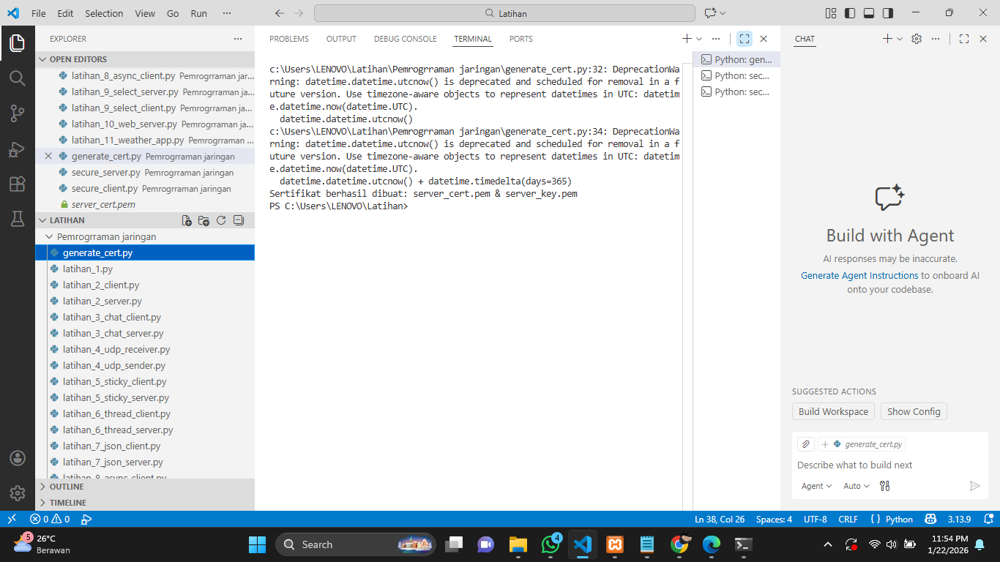 File Edit Selection View Go Run ···
Latihan
EXPLORER
OPEN EDITORS
latihan_8_async_client.py Pemrogrraman jar...
latihan_9_select_server.py Pemrogrraman ja...
latihan_9_select_client.py Pemrogrraman ja...
latihan_10_web_server.py Pemrogrraman jar...
latihan_11_weather_app.py Pemrogrraman ...
generate_cert.py Pemrogrraman jaringan
secure_server.py Pemrogrraman jaringan
secure_client.py Pemrogrraman jaringan
server_cert.pem
LATIHAN
Pemrogrraman jaringan
generate_cert.py
latihan_1.py
latihan_2_client.py
latihan_2_server.py
latihan_3_chat_client.py
latihan_3_chat_server.py
latihan_4_udp_receiver.py
latihan_4_udp_sender.py
latihan_5_sticky_client.py
latihan_5_sticky_server.py
latihan_6_thread_client.py
latihan_6_thread_server.py
latihan_7_json_client.py
latihan_7_json_server.py
latihan_8_async_client.py
OUTLINE
TIMELINE
PROBLEMS OUTPUT DEBUG CONSOLE TERMINAL PORTS
c:\Users\LENOVO\Latihan\Pemrogrraman jaringan\generate_cert.py:32: DeprecationWa
rning: datetime.datetime.utcnow() is deprecated and scheduled for removal in a f
uture version. Use timezone-aware objects to represent datetimes in UTC: datetim
e.datetime.now(datetime.UTC).
datetime.datetime.utcnow()
c:\Users\LENOVO\Latihan\Pemrogrraman jaringan\generate_cert.py:34: DeprecationWa
rning: datetime.datetime.utcnow() is deprecated and scheduled for removal in a f
uture version. Use timezone-aware objects to represent datetimes in UTC: datetim
e.datetime.now(datetime.UTC).
datetime.datetime.utcnow() + datetime.timedelta(days=365)
Sertifikat berhasil dibuat: server_cert.pem & server_key.pem
PS C:\Users\LENOVO\Latihan>
Python: gen...
Python: sec...
Python: sec...
CHAT
Build with Agent
AI responses may be inaccurate.
Generate Agent Instructions to onboard AI
onto your codebase.
SUGGESTED ACTIONS
Build Workspace Show Config
generate_cert.py
Describe what to build next
Agent Auto
0 0
Ln 38, Col 26 Spaces: 4 UTF-8 CRLF { } Python 3.13.9
5
26°C
Berawan
Search
4
11:54 PM
1/22/2026